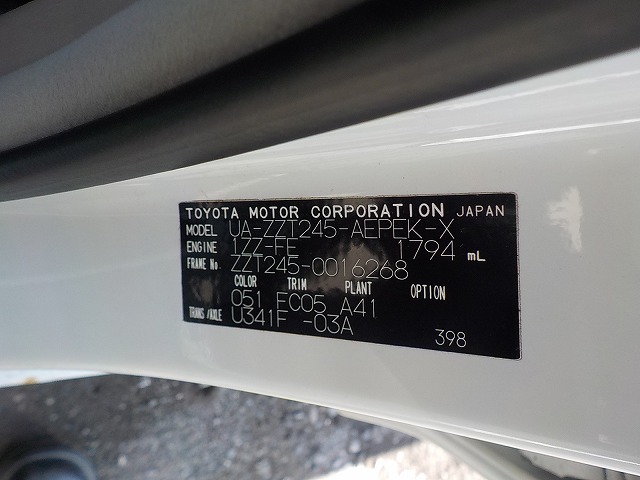 TOYOTA MOTOR CORPORATION JAPAN
MODEL UA-ZZT245-AEPEK-X
ENGINE 1ZZ-FE 1794 mL
FRAME No. ZZT245-0016268
COLOR TRIM PLANT OPTION
051 FC05 A41
TRANS/AXLE U341F -03A
398